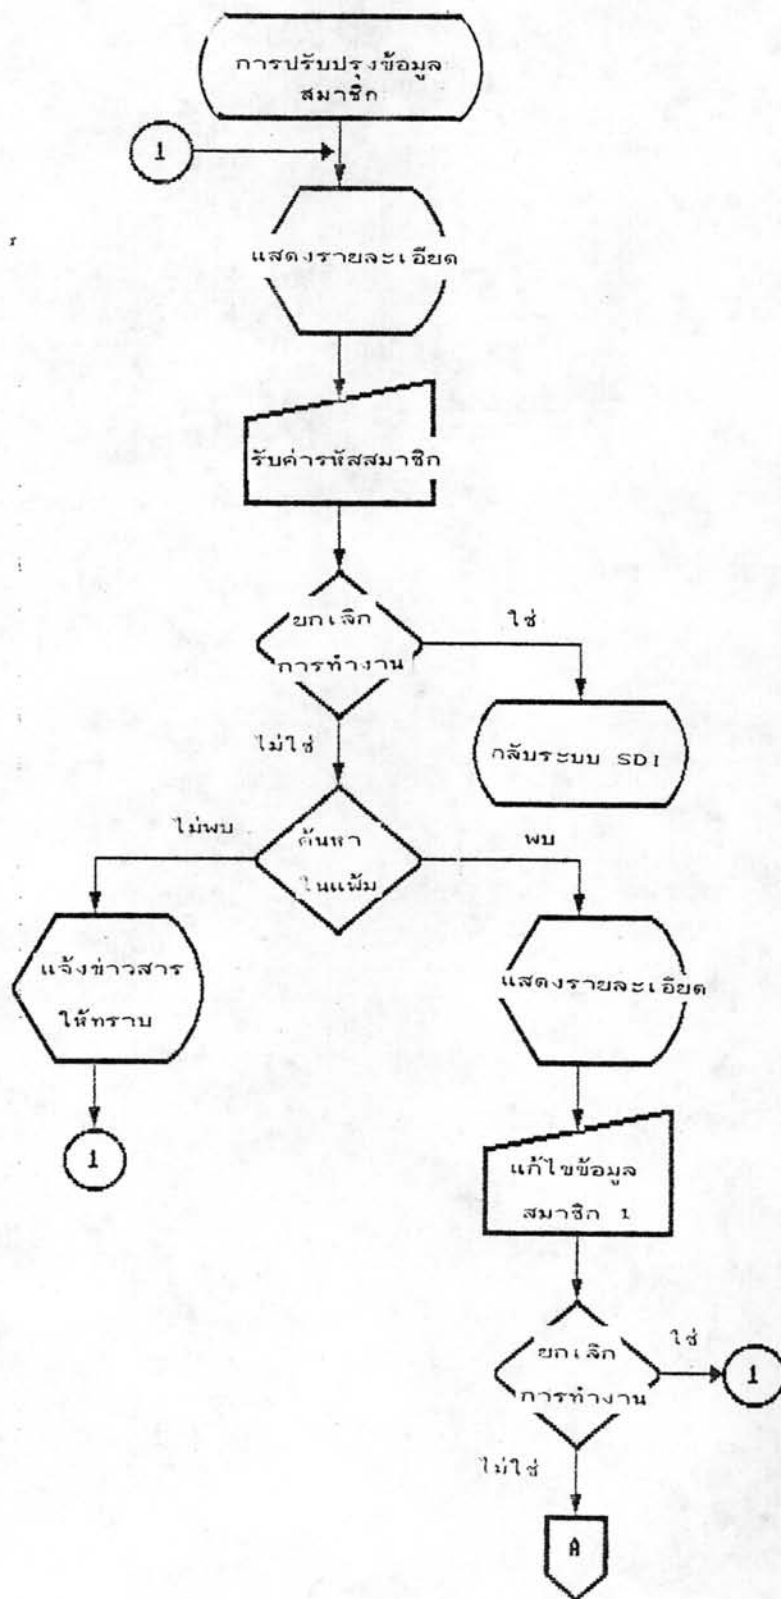 การปรับปรุงข้อมูล
สมาชิก
1
แสดงรายละเอียด
รับค่ารหัสสมาชิก
ยกเลิก
การทำงาน
ใช่
ไม่ใช่
กลับระบบ SDI
ค้นหา
ในแฟ้ม
ไม่พบ
พบ
แจ้งข่าวสาร
ให้ทราบ
1
แสดงรายละเอียด
แก้ไขข้อมูล
สมาชิก 1
ยกเลิก
การทำงาน
ใช่
1
ไม่ใช่
A